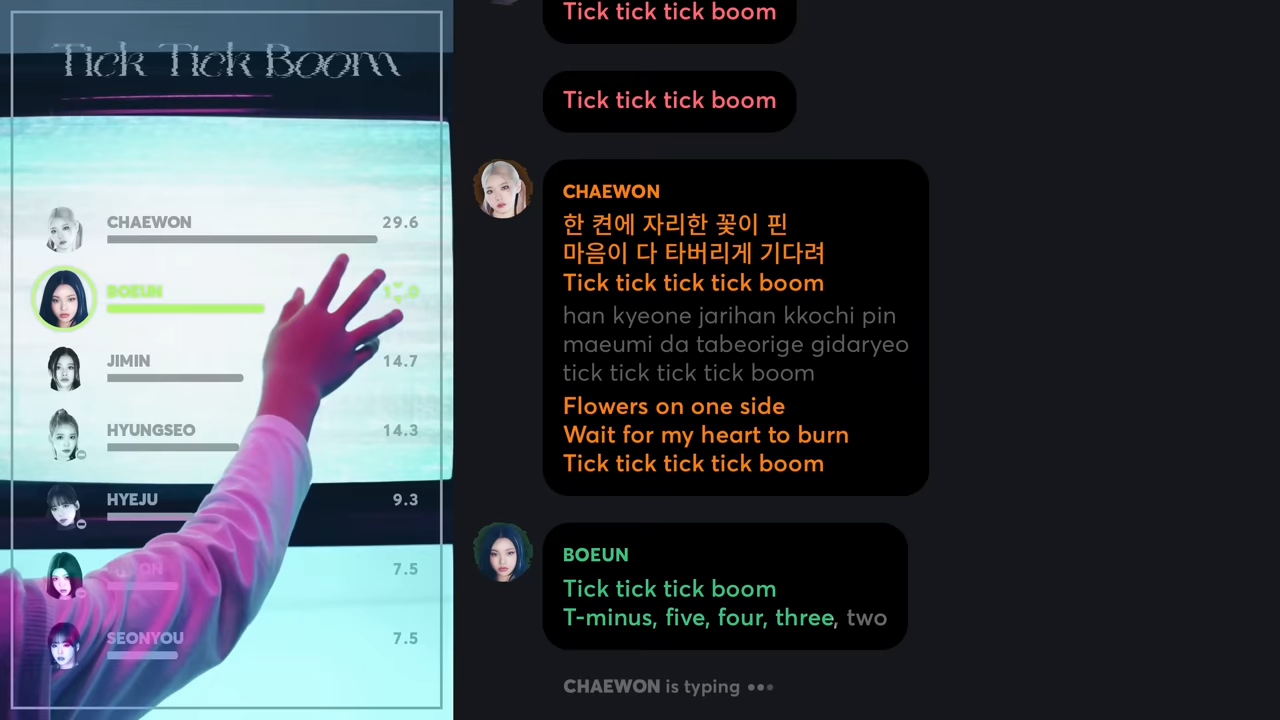 Tick Tick Boom
CHAEWON 29.6
BOEUN
JIMIN 14.7
HYUNGSEO 14.3
HYEJU 9.3
7.5
SEONYOU 7.5
Tick tick tick boom
Tick tick tick boom
CHAEWON
한 켠에 자리한 꽃이 핀
마음이 다 타버리게 기다려
Tick tick tick tick boom
han kyeone jarihan kkochi pin
maeumi da tabeorige gidaryeo
tick tick tick tick boom
Flowers on one side
Wait for my heart to burn
Tick tick tick tick boom
BOEUN
Tick tick tick boom
T-minus, five, four, three, two
CHAEWON is typing